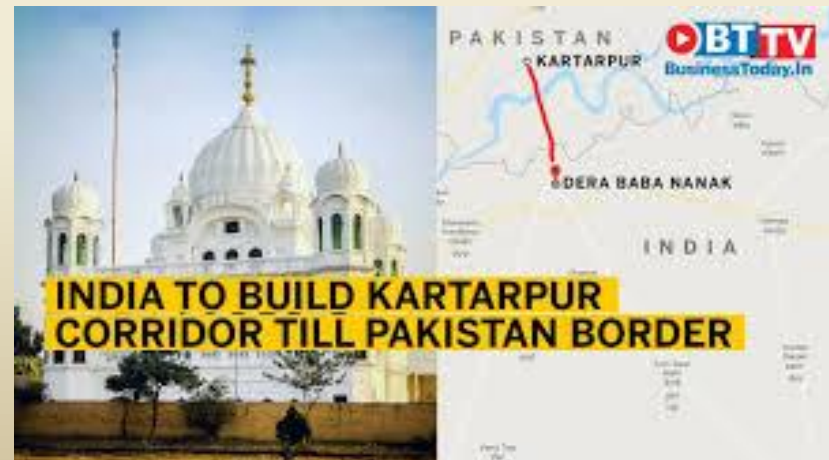 PAKISTAN
KARTARPUR
BTTV
BusinessToday.In
DERA BABA NANAK
INDIA
INDIA TO BUILD KARTARPUR
CORRIDOR TILL PAKISTAN BORDER